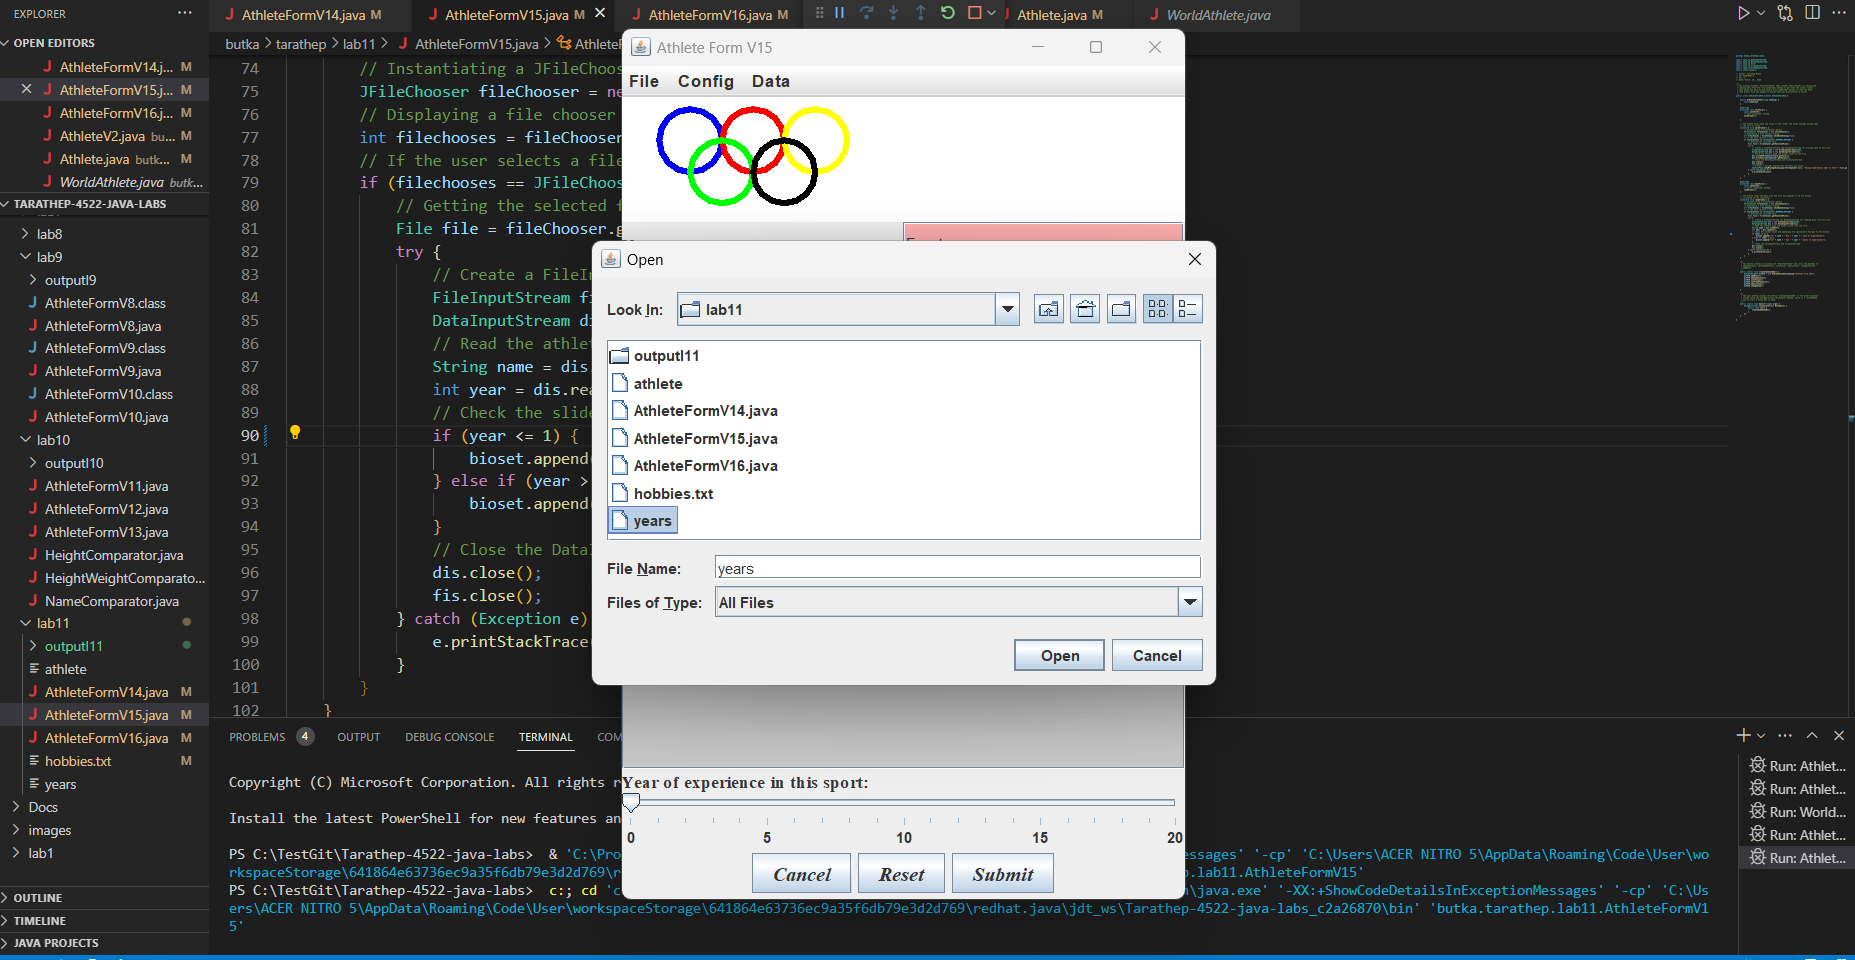 EXPLORER
OPEN EDITORS
AthleteFormV14.j... M
AthleteFormV15.j... M
AthleteFormV16.j... M
AthleteV2.java bu... M
Athlete.java butk... M
WorldAthlete.java butk...
TARATHEP-4522-JAVA-LABS
lab8
lab9
outputl9
AthleteFormV8.class
AthleteFormV8.java
AthleteFormV9.class
AthleteFormV9.java
AthleteFormV10.class
AthleteFormV10.java
lab10
outputl10
AthleteFormV11.java
AthleteFormV12.java
AthleteFormV13.java
HeightComparator.java
HeightWeightComparato...
NameComparator.java
lab11
outputl11
athlete
AthleteFormV14.java M
AthleteFormV15.java M
AthleteFormV16.java M
hobbies.txt M
years
Docs
images
lab1
OUTLINE
TIMELINE
JAVA PROJECTS
AthleteFormV14.java M
AthleteFormV15.java M
AthleteFormV16.java M
Athlete.java M
WorldAthlete.java
butka > tarathep > lab11 > AthleteFormV15.java > AthleteF
74 // Instantiating a JFileChoos
75 JFileChooser fileChooser = ne
76 // Displaying a file chooser
77 int filechooses = fileChooser
78 // If the user selects a file
79 if (filechooses == JFileChoos
80 // Getting the selected f
81 File file = fileChooser.g
82 try {
83 // Create a FileIn
84 FileInputStream fi
85 DataInputStream di
86 // Read the athlet
87 String name = dis.
88 int year = dis.rea
89 // Check the slide
90 if (year <= 1) {
91 bioset.append(
92 } else if (year >
93 bioset.append(
94 }
95 // Close the DataI
96 dis.close();
97 fis.close();
98 } catch (Exception e)
99 e.printStackTrace(
100 }
101 }
102 }
Athlete Form V15
File Config Data
Open
Look In: lab11
outputl11
athlete
AthleteFormV14.java
AthleteFormV15.java
AthleteFormV16.java
hobbies.txt
years
File Name: years
Files of Type: All Files
Open Cancel
Year of experience in this sport:
0 5 10 15 20
Cancel Reset Submit
PROBLEMS 4 OUTPUT DEBUG CONSOLE TERMINAL COM
Copyright (C) Microsoft Corporation. All rights r
Install the latest PowerShell for new features an
PS C:\TestGit\Tarathep-4522-java-labs> & 'C:\Pro essages' '-cp' 'C:\Users\ACER NITRO 5\AppData\Roaming\Code\User\wo
rkspaceStorage\641864e63736ec9a35f6db79e3d2d769\r p.lab11.AthleteFormV15'
PS C:\TestGit\Tarathep-4522-java-labs> c:; cd 'c n\java.exe' '-XX:+ShowCodeDetailsInExceptionMessages' '-cp' 'C:\Us
ers\ACER NITRO 5\AppData\Roaming\Code\User\workspaceStorage\641864e63736ec9a35f6db79e3d2d769\redhat.java\jdt_ws\Tarathep-4522-java-labs_c2a26870\bin' 'butka.tarathep.lab11.AthleteFormV1
5'
Run: Athlet...
Run: Athlet...
Run: World...
Run: Athlet...
Run: Athlet...